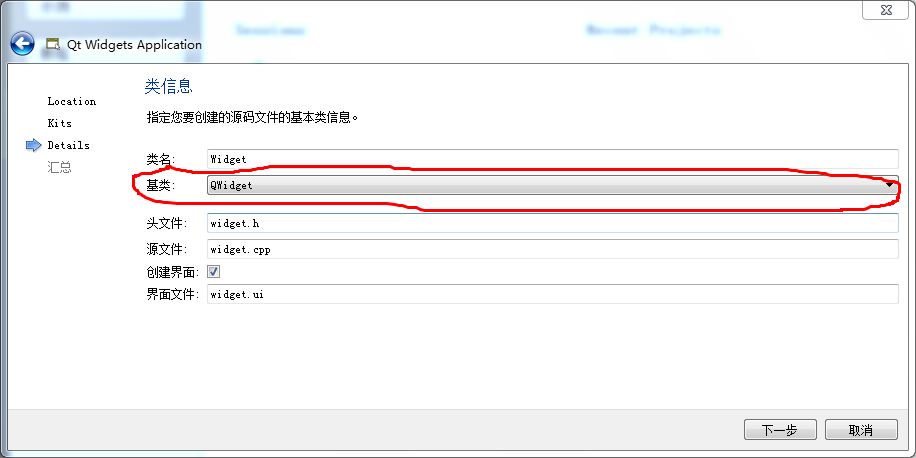 Sessions
Recent Projects
Qt Widgets Application
类信息
Location
指定您要创建的源码文件的基本类信息。
Kits
Details
汇总
类名: Widget
基类: QWidget
头文件: widget.h
源文件: widget.cpp
创建界面:
界面文件: widget.ui
下一步
取消